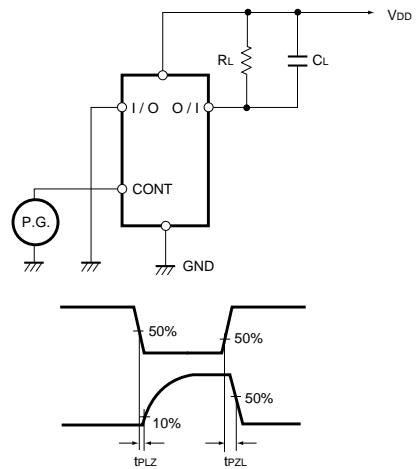 VDD
RL
CL
I / O O / I
CONT
P.G.
GND
50%
50%
50%
10%
tPLZ
tPZL